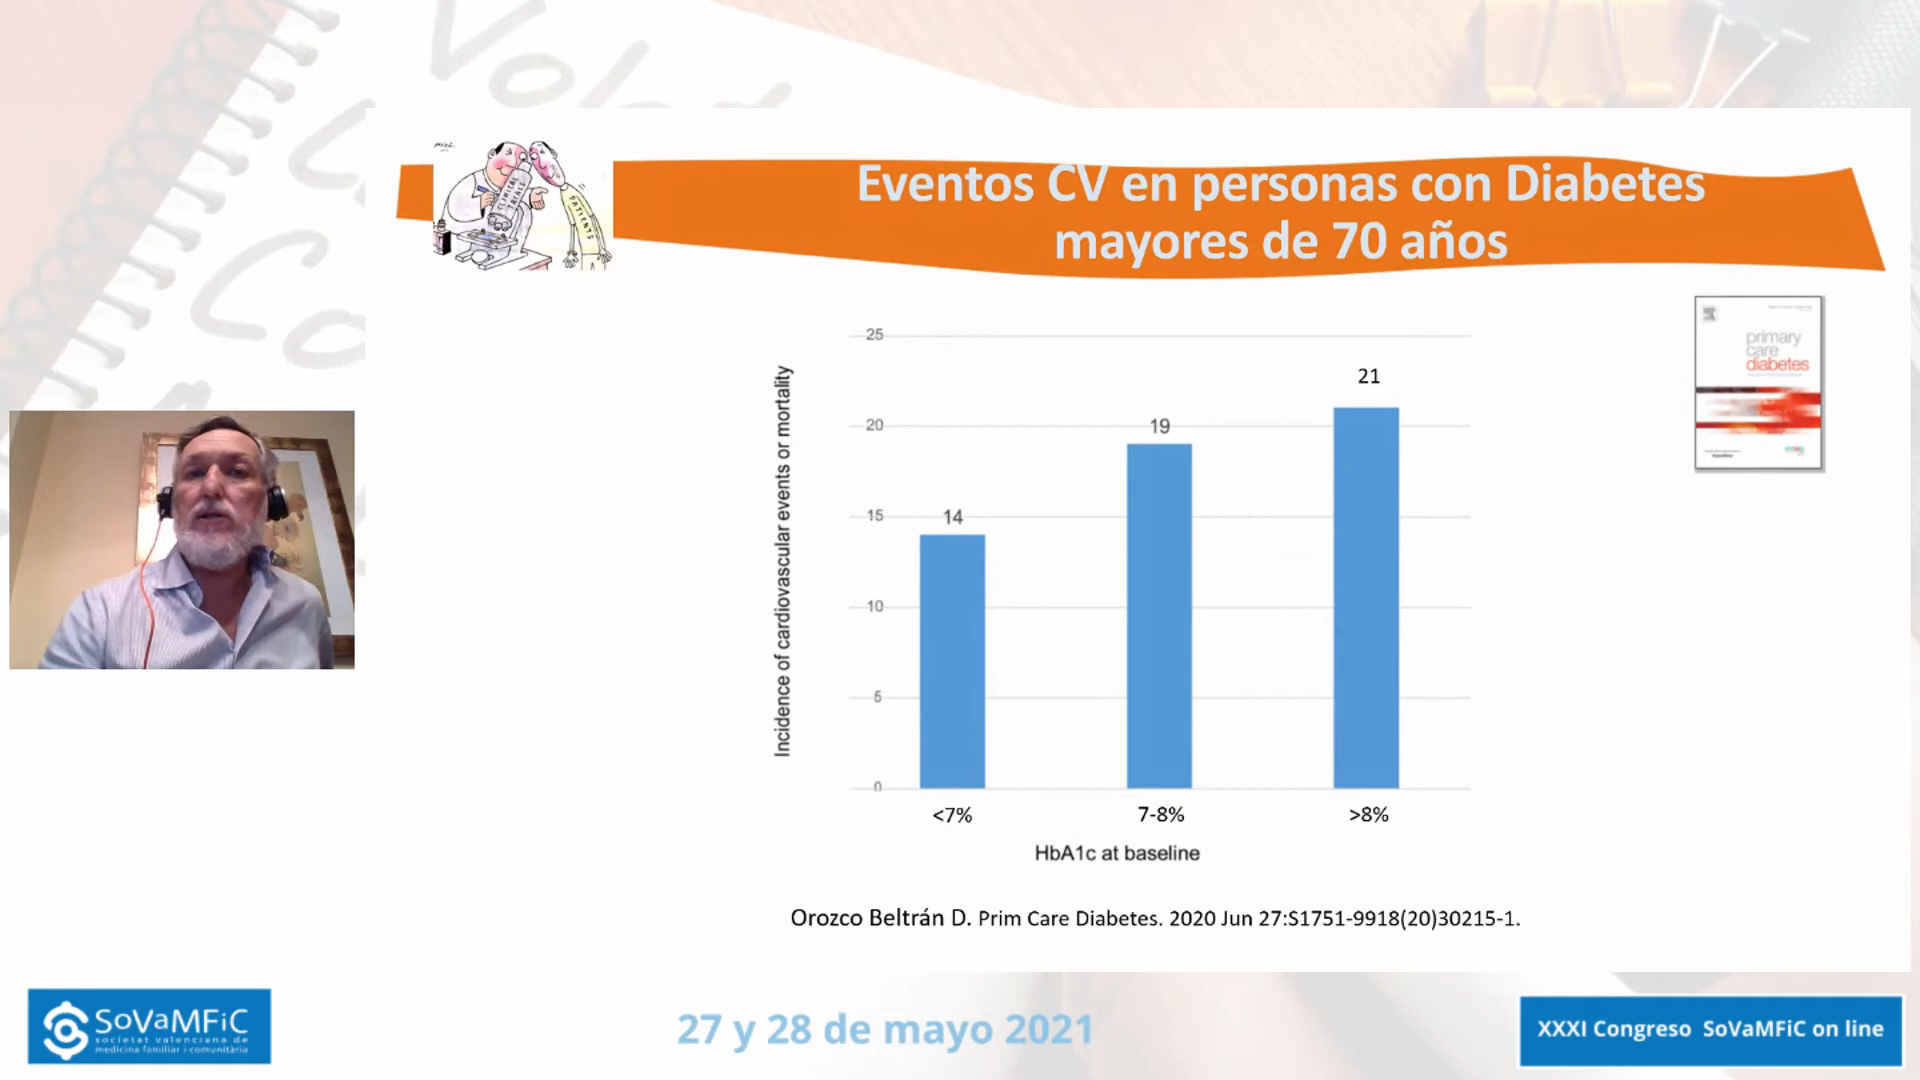 Eventos CV en personas con Diabetes
mayores de 70 años
CLINICAL
TRIALS
PATIENTS
primary
care
diabetes
Incidence of cardiovascular events or mortality
25
20
15
10
5
0
14
19
21
<7%
7-8%
>8%
HbA1c at baseline
Orozco Beltrán D. Prim Care Diabetes. 2020 Jun 27:S1751-9918(20)30215-1.
SoVaMFiC
societat valenciana de
medicina familiar i comunitària
27 y 28 de mayo 2021
XXXI Congreso SoVaMFiC on line